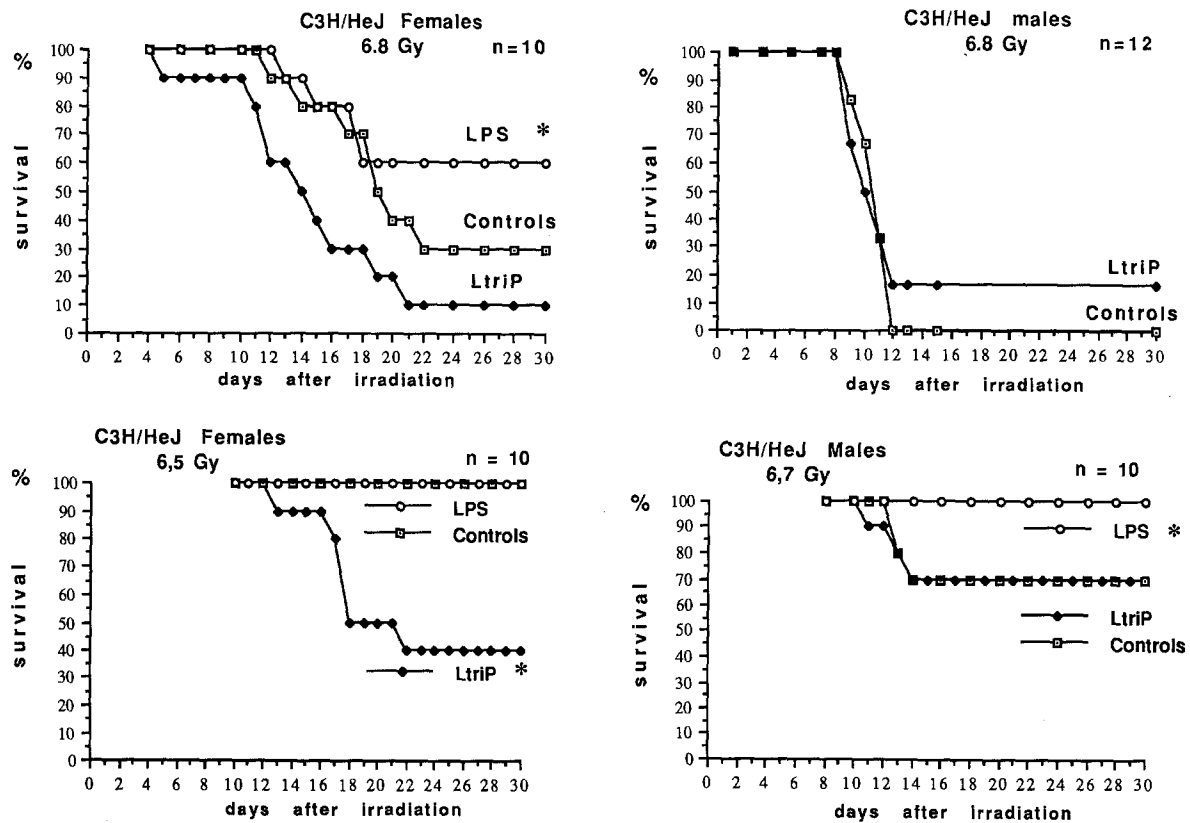 C3H/HeJ Females
6.8 Gy n=10
%
100
90
80
70
60
50
40
30
20
10
0
survival
LPS *
Controls
LtriP
0 2 4 6 8 10 12 14 16 18 20 22 24 26 28 30
days after irradiation
C3H/HeJ males
6.8 Gy n=12
%
100
90
80
70
60
50
40
30
20
10
0
survival
LtriP
Controls
0 2 4 6 8 10 12 14 16 18 20 22 24 26 28 30
days after irradiation
C3H/HeJ Females
6,5 Gy n = 10
%
100
90
80
70
60
50
40
30
20
10
0
survival
LPS
Controls
LtriP *
0 2 4 6 8 10 12 14 16 18 20 22 24 26 28 30
days after irradiation
C3H/HeJ Males
6,7 Gy n = 10
%
100
90
80
70
60
50
40
30
20
10
0
survival
LPS *
LtriP
Controls
0 2 4 6 8 10 12 14 16 18 20 22 24 26 28 30
days after irradiation